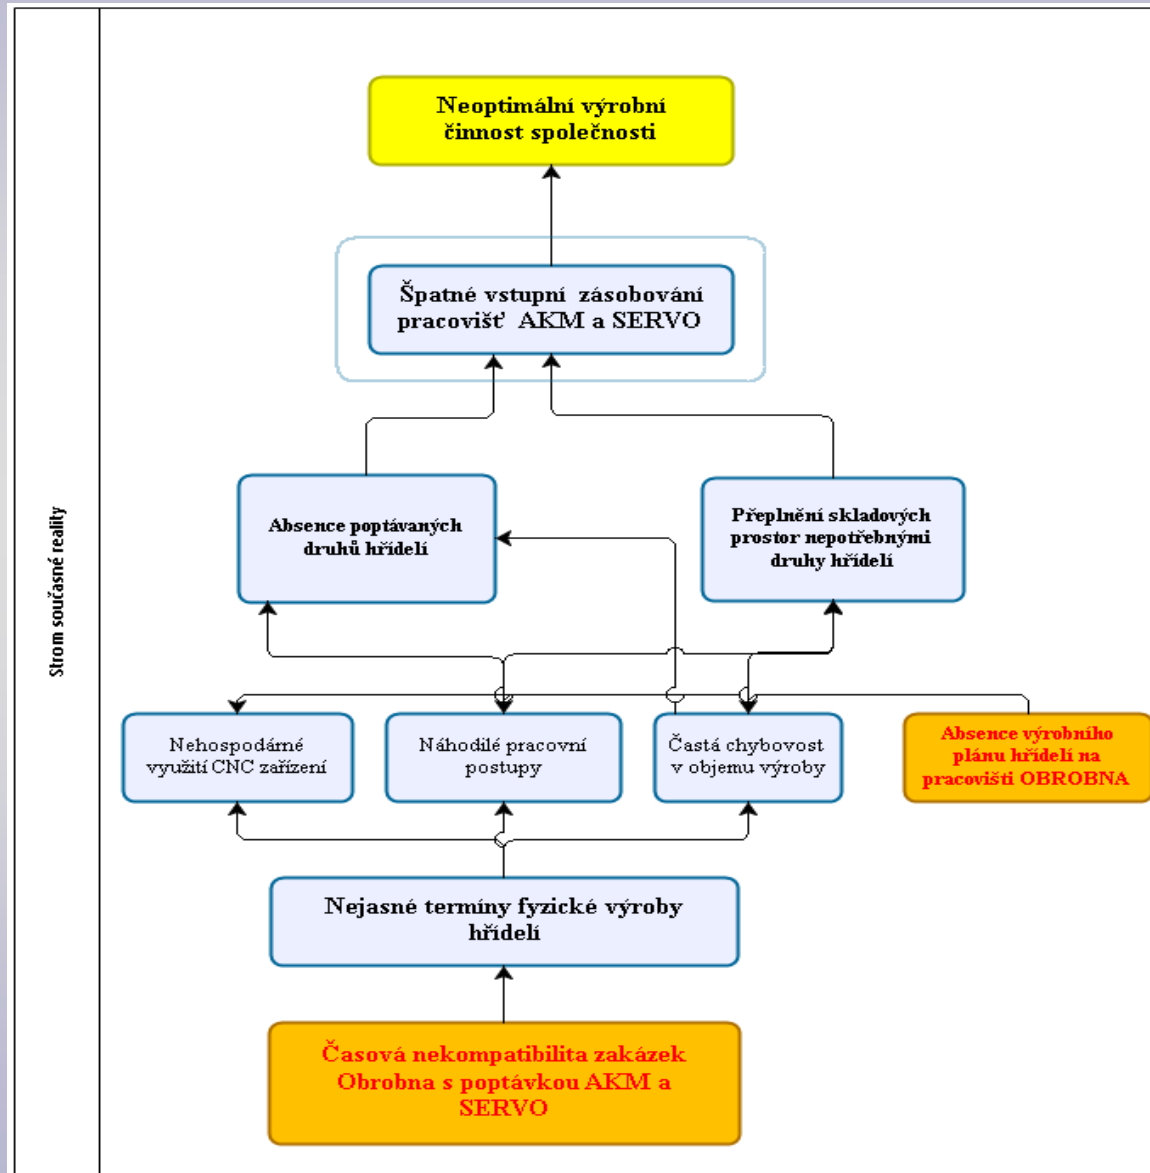 Strom současné reality
Neoptimální výrobní
činnost společnosti
Špatné vstupní zásobování
pracovišť AKM a SERVO
Absence poptávaných
druhů hřídelí
Přeplnění skladových
prostor nepotřebnými
druhy hřídelí
Nehospodárné
využití CNC zařízení
Náhodilé pracovní
postupy
Častá chybovost
v objemu výroby
Absence výrobního
plánu hřídelí na
pracovišti OBROBNA
Nejasné termíny fyzické výroby
hřídelí
Časová nekompatibilita zakázek
Obrobna s poptávkou AKM a
SERVO